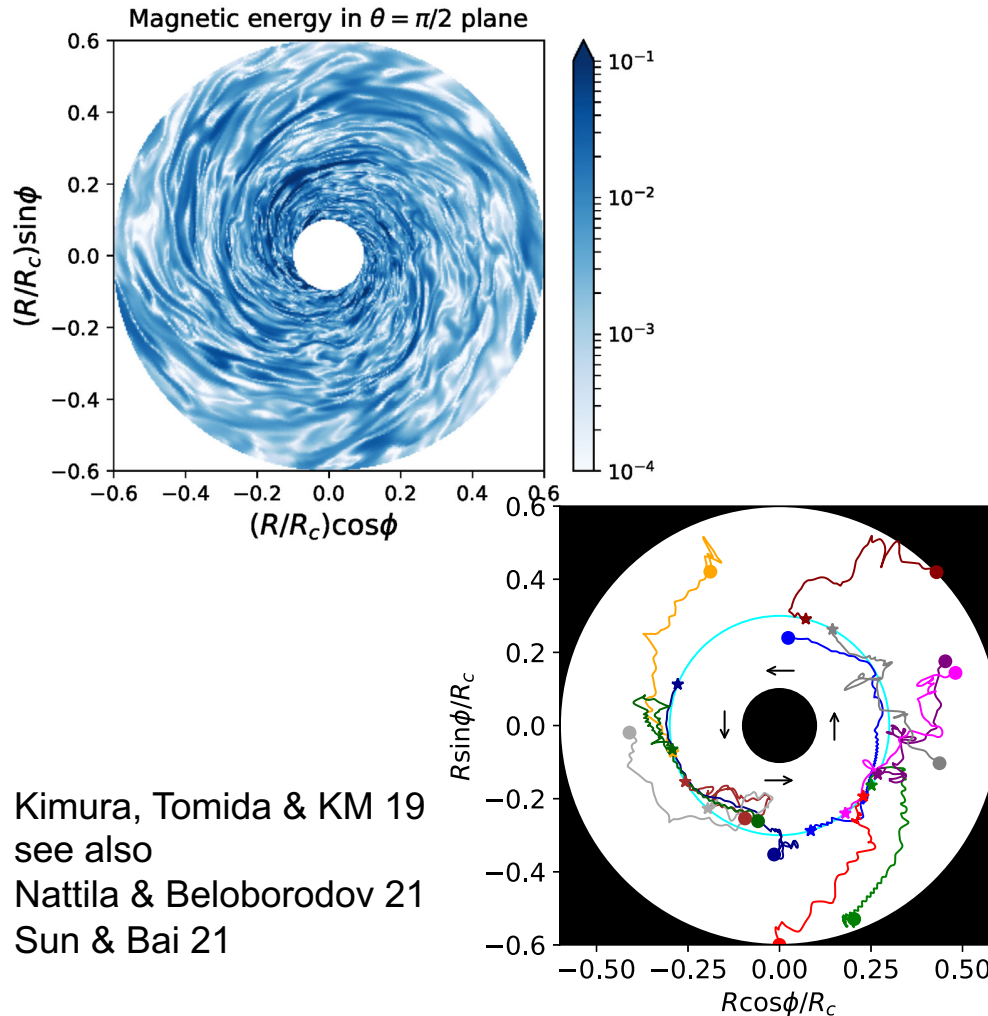 Magnetic energy in θ = π/2 plane
0.6
0.4
0.2
0.0
−0.2
−0.4
−0.6
(R/R_c)sinϕ
−0.6 −0.4 −0.2 0.0 0.2 0.4 0.6
(R/R_c)cosϕ
10⁻¹
10⁻²
10⁻³
10⁻⁴
Kimura, Tomida & KM 19
see also
Nattila & Beloborodov 21
Sun & Bai 21
0.6
0.4
0.2
0.0
−0.2
−0.4
−0.6
Rsinϕ/R_c
−0.50 −0.25 0.00 0.25 0.50
Rcosϕ/R_c